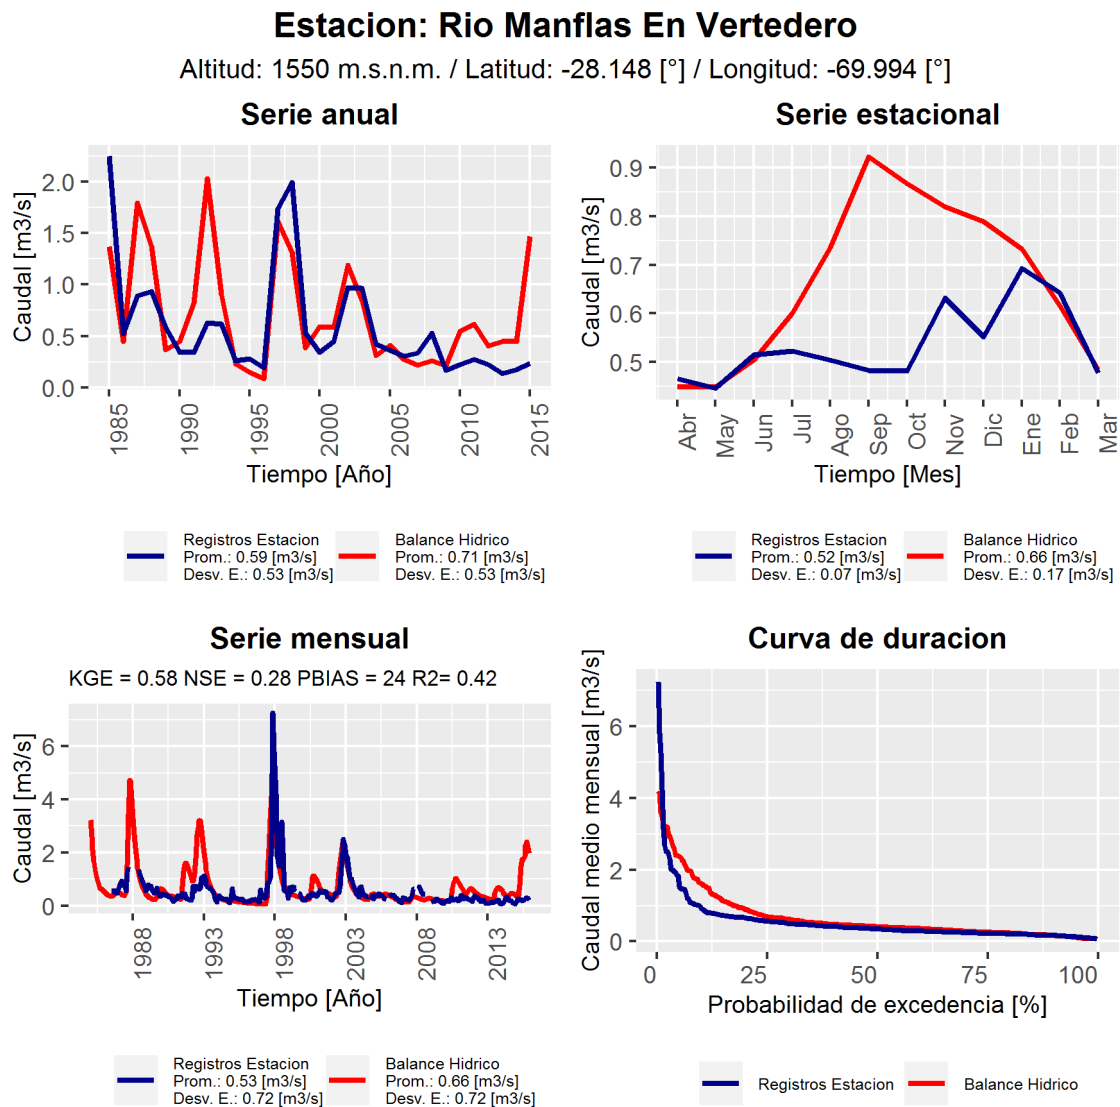 Estacion: Rio Manflas En Vertedero
Altitud: 1550 m.s.n.m. / Latitud: -28.148 [°] / Longitud: -69.994 [°]
Serie anual
Caudal [m3/s]
2.0
1.5
1.0
0.5
0.0
1985
1990
1995
2000
2005
2010
2015
Tiempo [Año]
Registros Estacion
Prom.: 0.59 [m3/s]
Desv. E.: 0.53 [m3/s]
Balance Hidrico
Prom.: 0.71 [m3/s]
Desv. E.: 0.53 [m3/s]
Serie estacional
Caudal [m3/s]
0.9
0.8
0.7
0.6
0.5
Abr
May
Jun
Jul
Ago
Sep
Oct
Nov
Dic
Ene
Feb
Mar
Tiempo [Mes]
Registros Estacion
Prom.: 0.52 [m3/s]
Desv. E.: 0.07 [m3/s]
Balance Hidrico
Prom.: 0.66 [m3/s]
Desv. E.: 0.17 [m3/s]
Serie mensual
KGE = 0.58 NSE = 0.28 PBIAS = 24 R2= 0.42
Caudal [m3/s]
6
4
2
0
1988
1993
1998
2003
2008
2013
Tiempo [Año]
Registros Estacion
Prom.: 0.53 [m3/s]
Desv. E.: 0.72 [m3/s]
Balance Hidrico
Prom.: 0.66 [m3/s]
Desv. E.: 0.72 [m3/s]
Curva de duracion
Caudal medio mensual [m3/s]
6
4
2
0
0
25
50
75
100
Probabilidad de excedencia [%]
Registros Estacion
Balance Hidrico